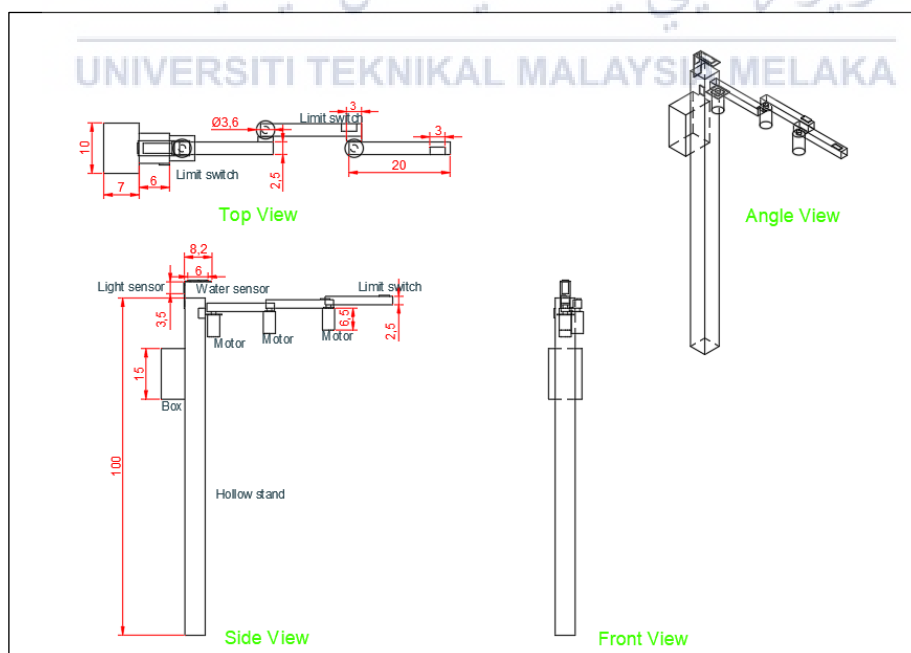 UNIVERSITI TEKNIKAL MALAYSIA MELAKA
3
Ø3,6
Limit switch
3
10
2,5
20
Limit switch
7
6
Top View
Angle View
8,2
6
Light sensor
Water sensor
Limit switch
3,5
6,5
2,5
Motor
Motor
Motor
15
Box
100
Hollow stand
Side View
Front View